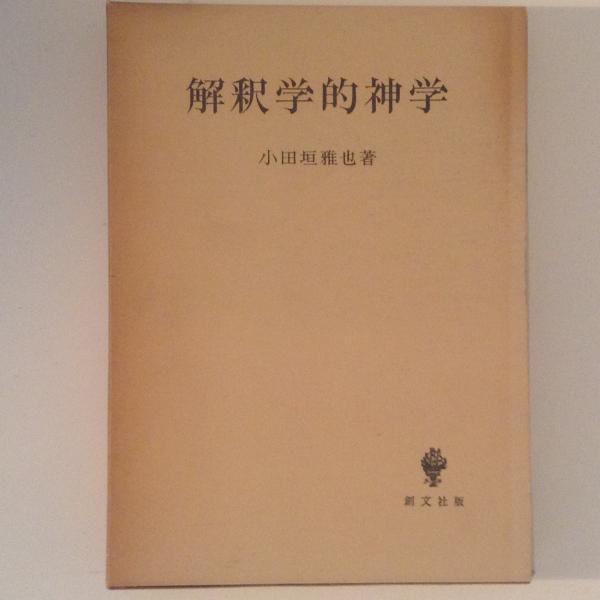 解釈学的神学
小田垣雅也著
創文社版